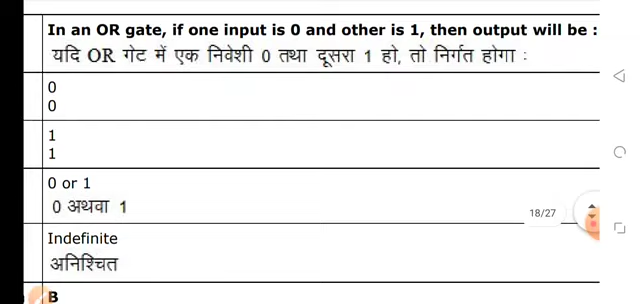 In an OR gate, if one input is 0 and other is 1, then output will be :
यदि OR गेट में एक निवेशी 0 तथा दूसरा 1 हो, तो निर्गत होगा :
0
0
1
1
0 or 1
0 अथवा 1
18/27
Indefinite
अनिश्चित
B